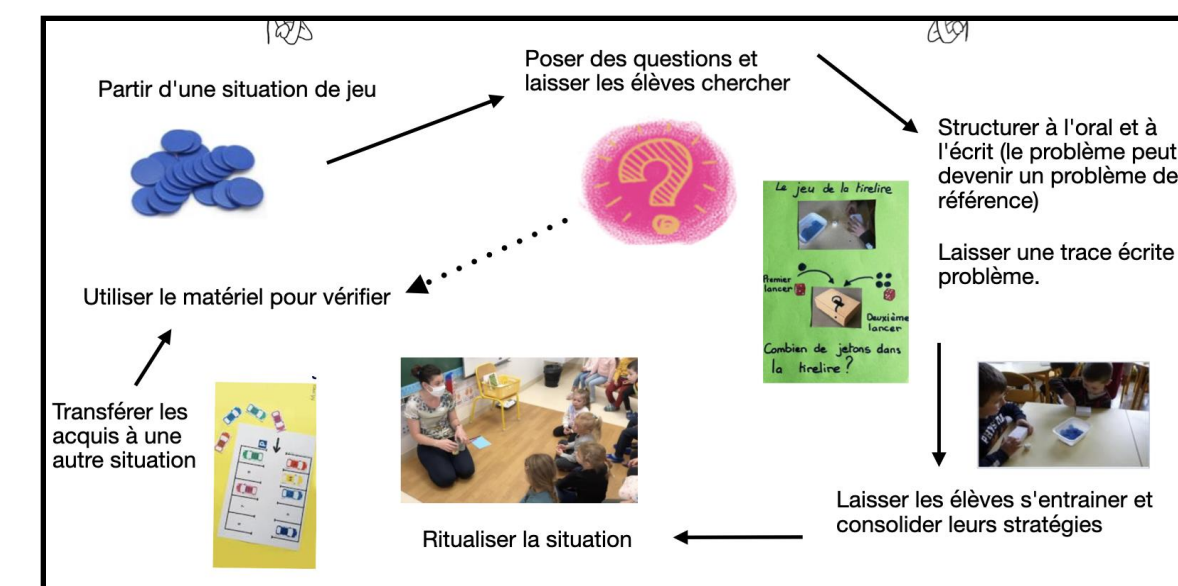 Partir d'une situation de jeu
Poser des questions et
laisser les élèves chercher
Structurer à l'oral et à
l'écrit (le problème peut
devenir un problème de
référence)
Laisser une trace écrite
problème.
Le jeu de la tirelire
Premier
lancer
?
Deuxième
lancer
Combien de jetons dans
la tirelire ?
Laisser les élèves s'entrainer et
consolider leurs stratégies
Ritualiser la situation
Transférer les
acquis à une
autre situation
Utiliser le matériel pour vérifier